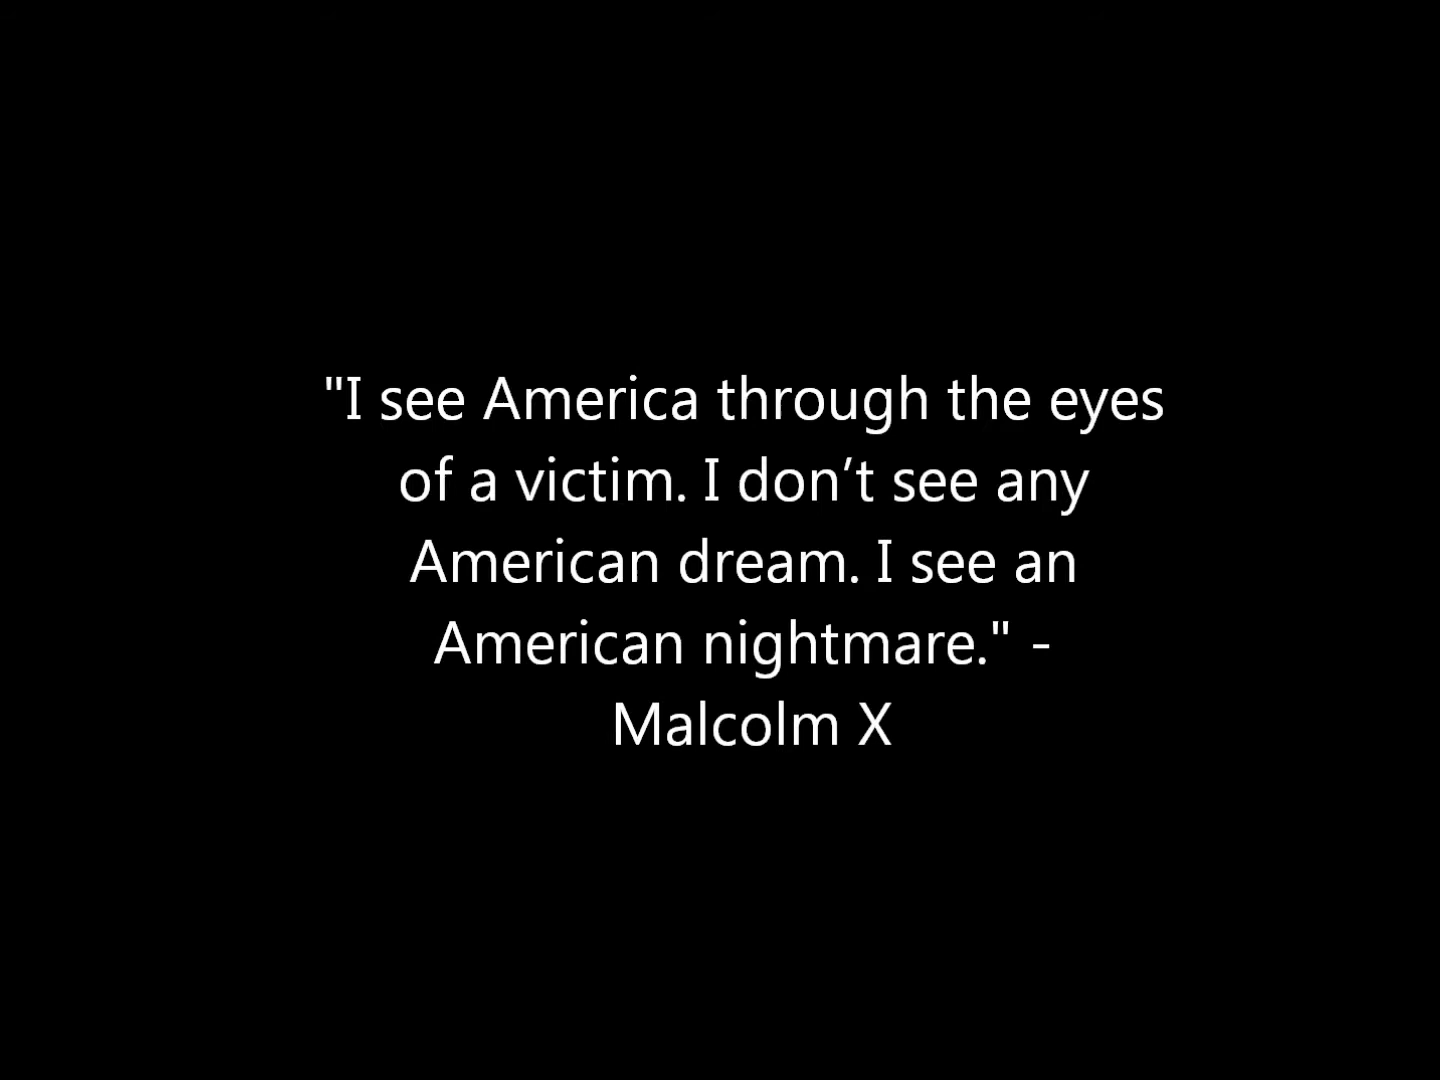 "I see America through the eyes
of a victim. I don’t see any
American dream. I see an
American nightmare." -
Malcolm X